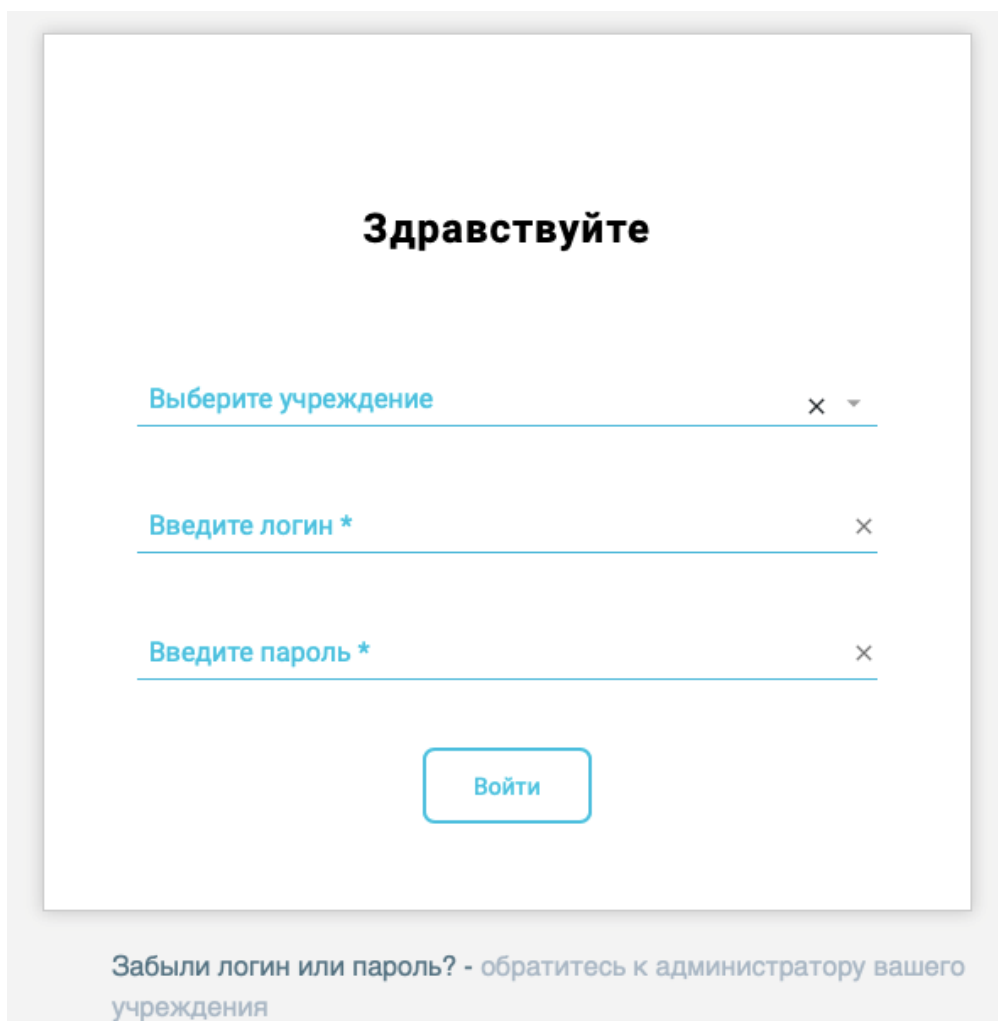 Здравствуйте
Выберите учреждение
Введите логин *
Введите пароль *
Войти
Забыли логин или пароль? - обратитесь к администратору вашего
учреждения